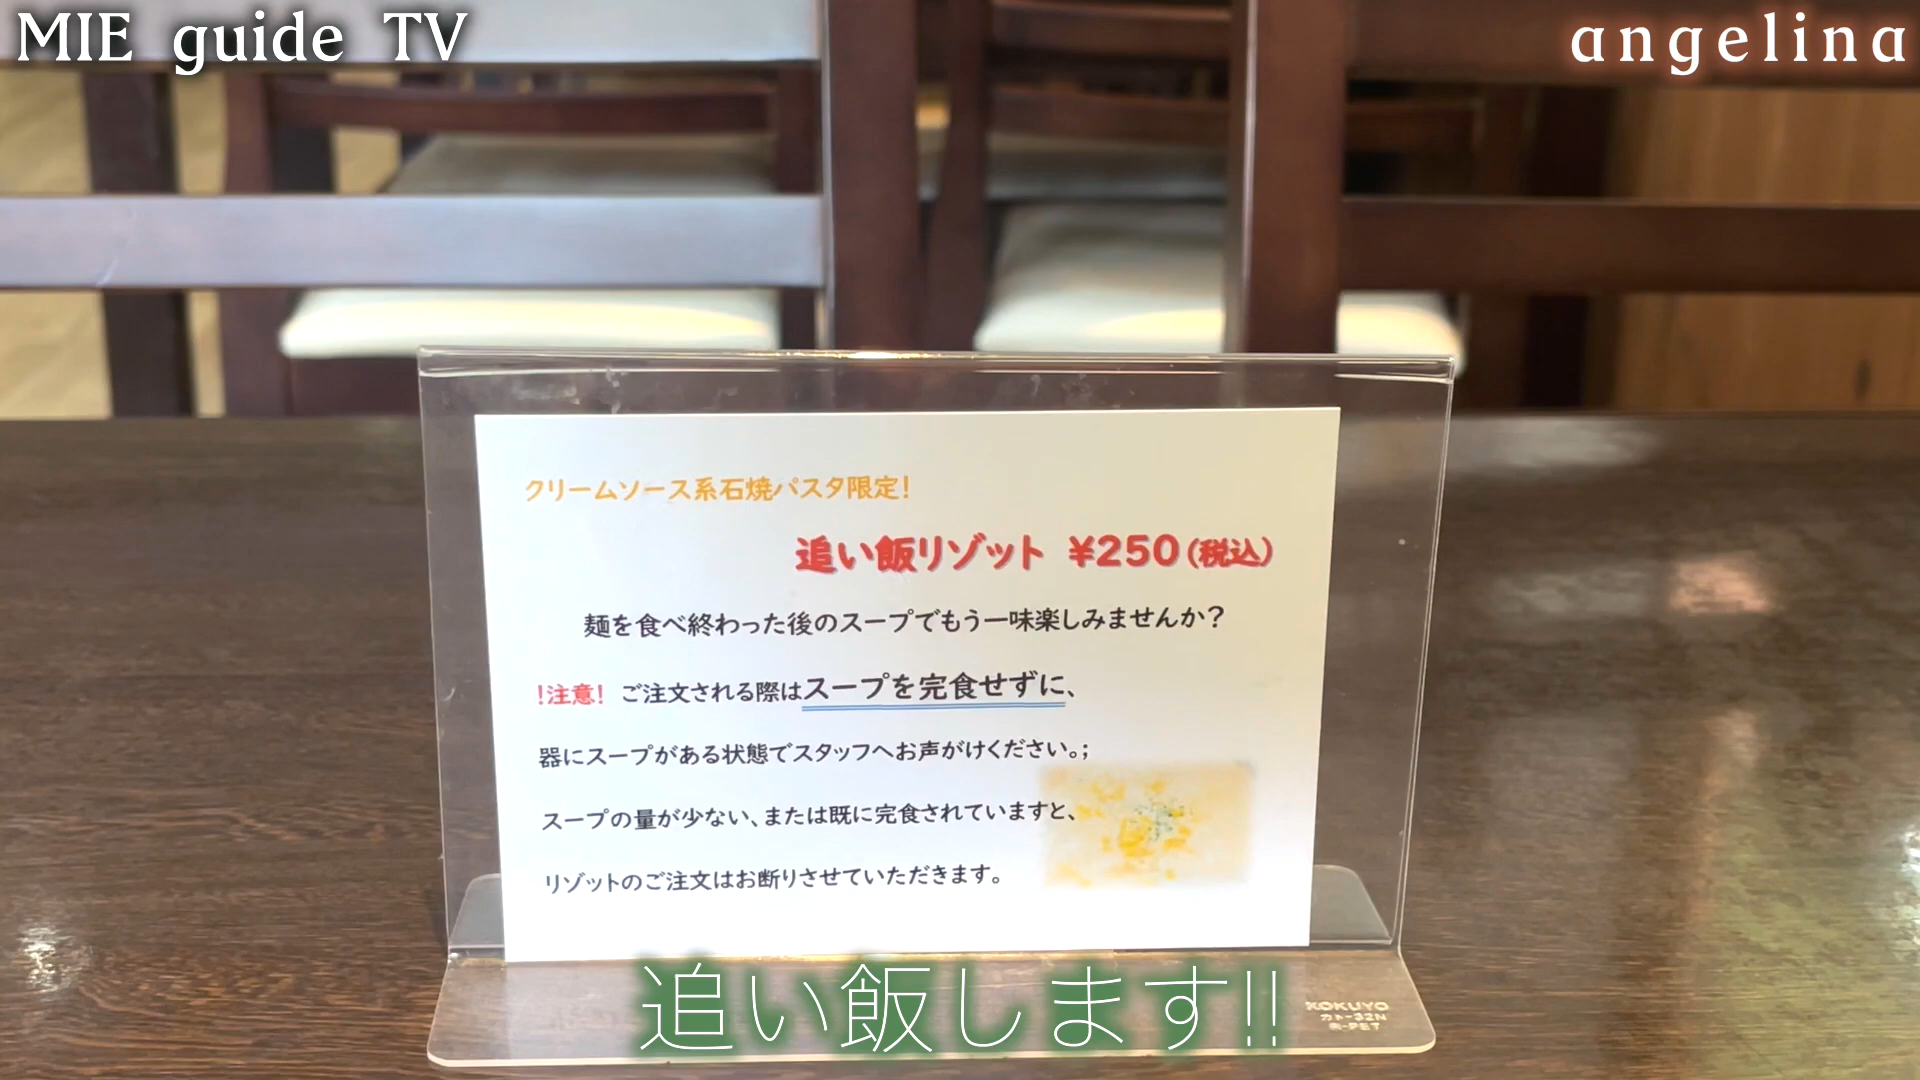 MIE guide TV
angelina
クリームソース系石焼パスタ限定!
追い飯リゾット ¥250(税込)
麺を食べ終わった後のスープでもう一味楽しみませんか?
!注意! ご注文される際はスープを完食せずに、
器にスープがある状態でスタッフへお声がけください。;
スープの量が少ない、または既に完食されていますと、
リゾットのご注文はお断りさせていただきます。
追い飯します!!
KOKUYO
カト-32N
R-PET